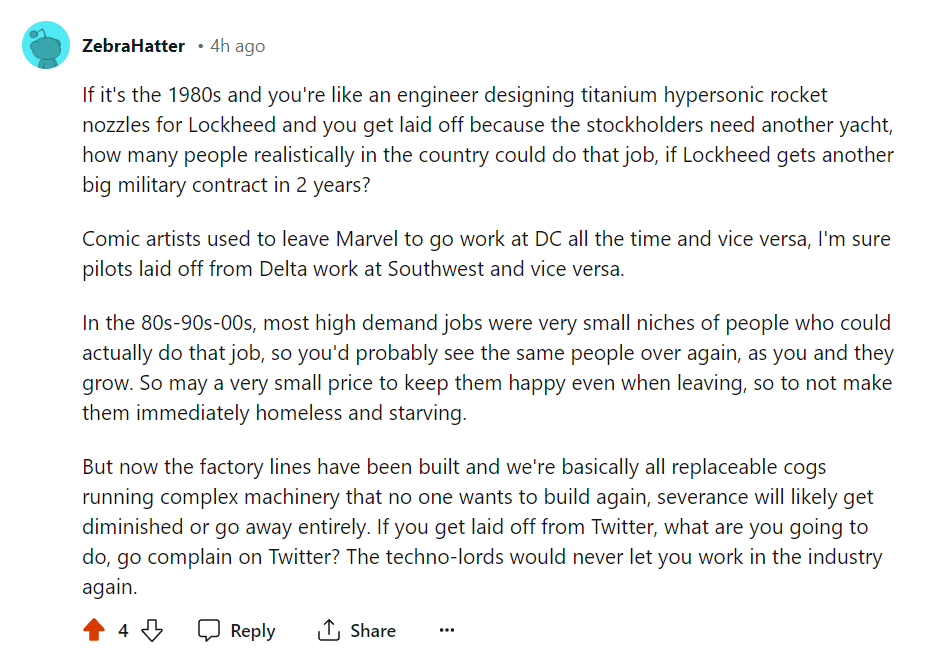 ZebraHatter • 4h ago
If it's the 1980s and you're like an engineer designing titanium hypersonic rocket
nozzles for Lockheed and you get laid off because the stockholders need another yacht,
how many people realistically in the country could do that job, if Lockheed gets another
big military contract in 2 years?
Comic artists used to leave Marvel to go work at DC all the time and vice versa, I'm sure
pilots laid off from Delta work at Southwest and vice versa.
In the 80s-90s-00s, most high demand jobs were very small niches of people who could
actually do that job, so you'd probably see the same people over again, as you and they
grow. So may a very small price to keep them happy even when leaving, so to not make
them immediately homeless and starving.
But now the factory lines have been built and we're basically all replaceable cogs
running complex machinery that no one wants to build again, severance will likely get
diminished or go away entirely. If you get laid off from Twitter, what are you going to
do, go complain on Twitter? The techno-lords would never let you work in the industry
again.
4 Reply Share ...